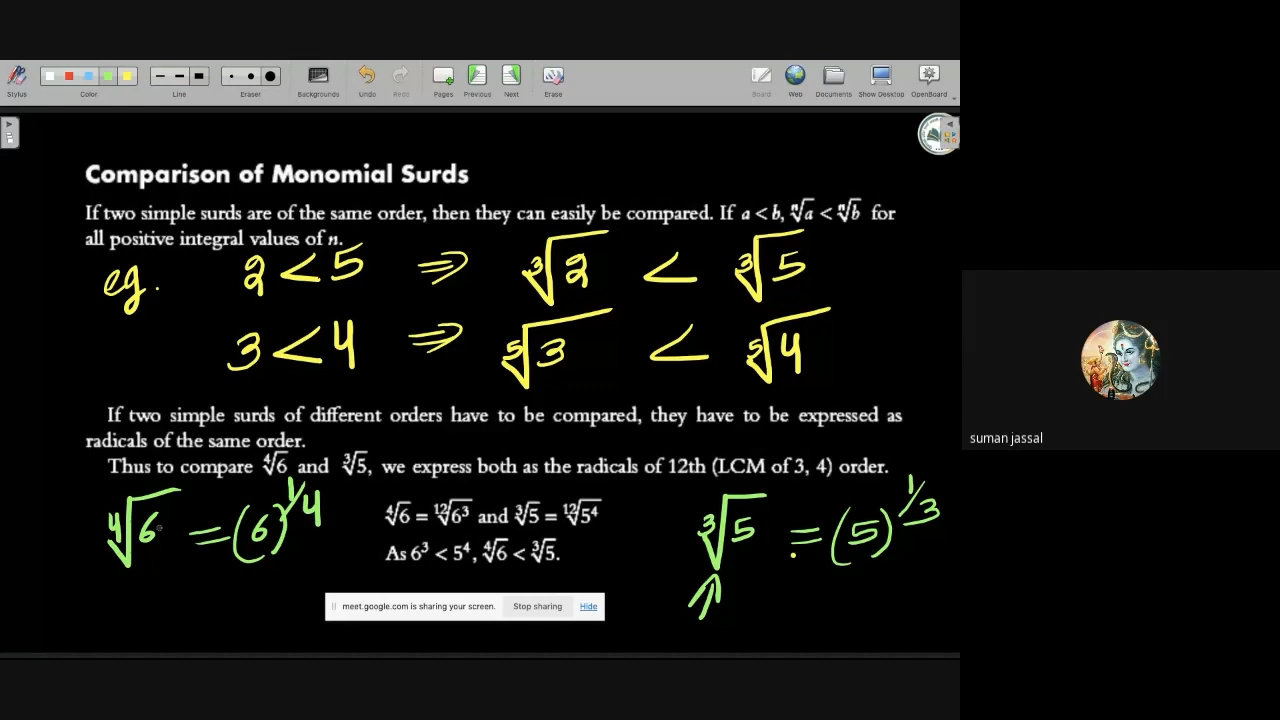 Stylus Color Line Eraser Backgrounds Undo Redo Pages Previous Next Erase Board Web Documents Show Desktop OpenBoard
Comparison of Monomial Surds
If two simple surds are of the same order, then they can easily be compared. If a < b, ⁿ√a < ⁿ√b for
all positive integral values of n.
eg. 2 < 5 ⇒ ³√2 < ³√5
3 < 4 ⇒ ⁵√3 < ⁵√4
If two simple surds of different orders have to be compared, they have to be expressed as
radicals of the same order.
Thus to compare ⁴√6 and ³√5, we express both as the radicals of 12th (LCM of 3, 4) order.
⁴√6 = (6)^1/4
⁴√6 = ¹²√6³ and ³√5 = ¹²√5⁴
As 6³ < 5⁴, ⁴√6 < ³√5.
³√5 = (5)^1/3
meet.google.com is sharing your screen. Stop sharing Hide
suman jassal